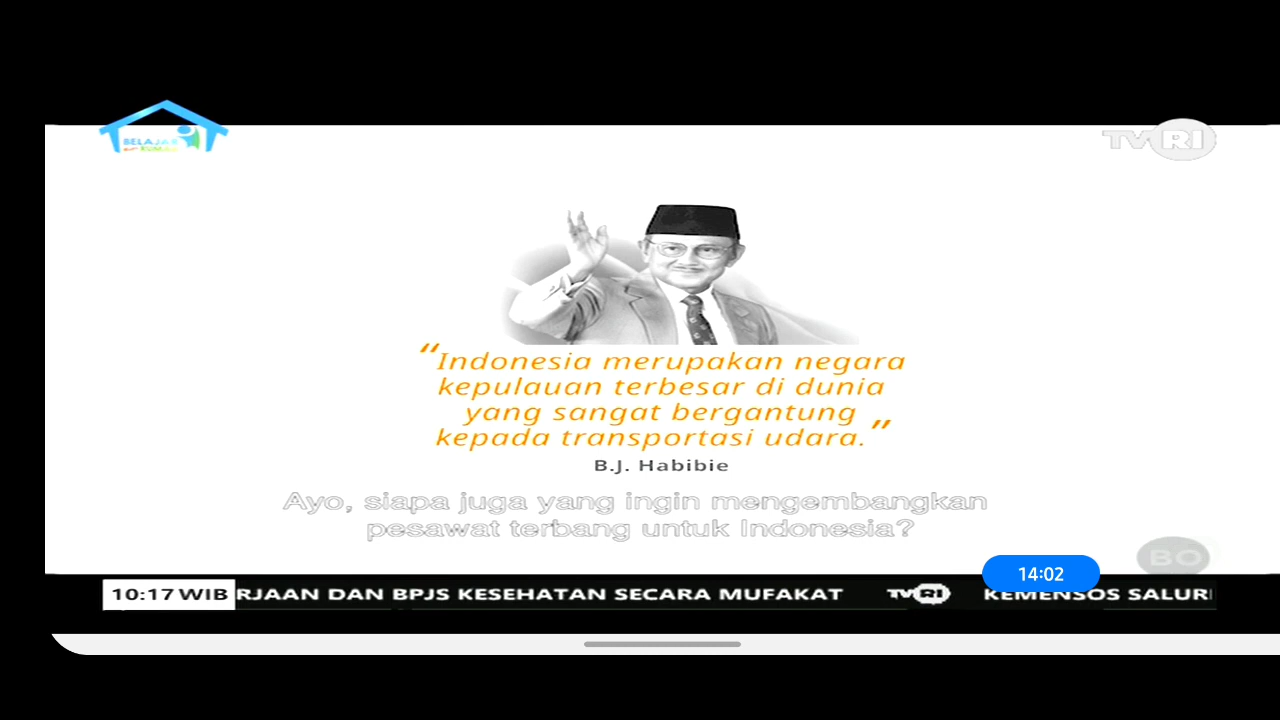 BELAJAR
RUMAH
TVRI
“Indonesia merupakan negara
kepulauan terbesar di dunia
yang sangat bergantung
kepada transportasi udara.”
B.J. Habibie
Ayo, siapa juga yang ingin mengembangkan
pesawat terbang untuk Indonesia?
BO
14:02
10:17 WIB RJAAN DAN BPJS KESEHATAN SECARA MUFAKAT TVRI KEMENSOS SALUR